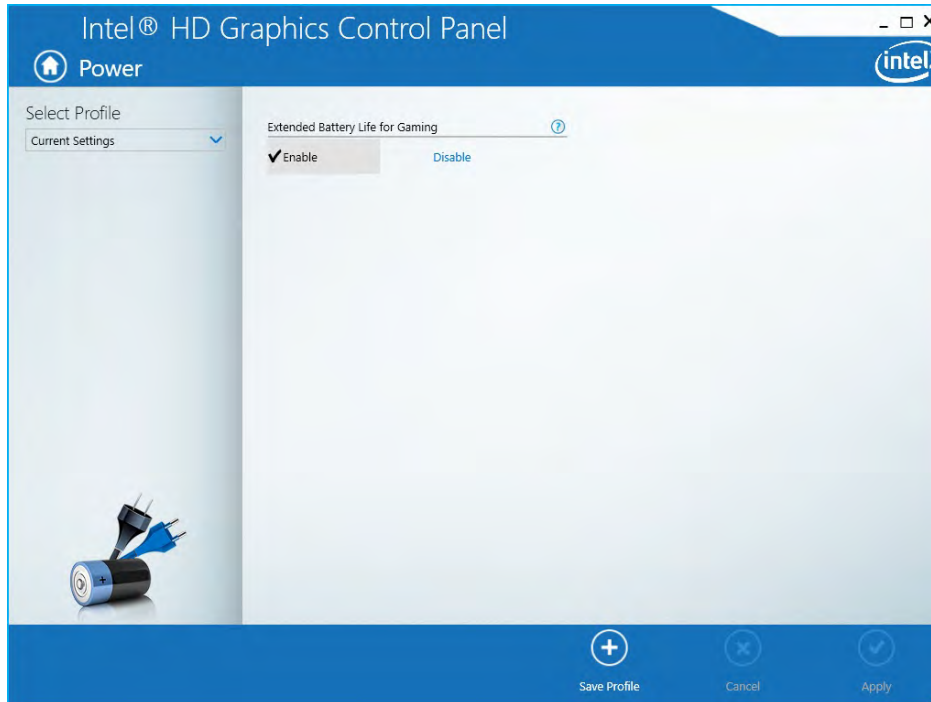 Intel® HD Graphics Control Panel
Power
intel
Select Profile
Current Settings
Extended Battery Life for Gaming
Enable
Disable
Save Profile
Cancel
Apply